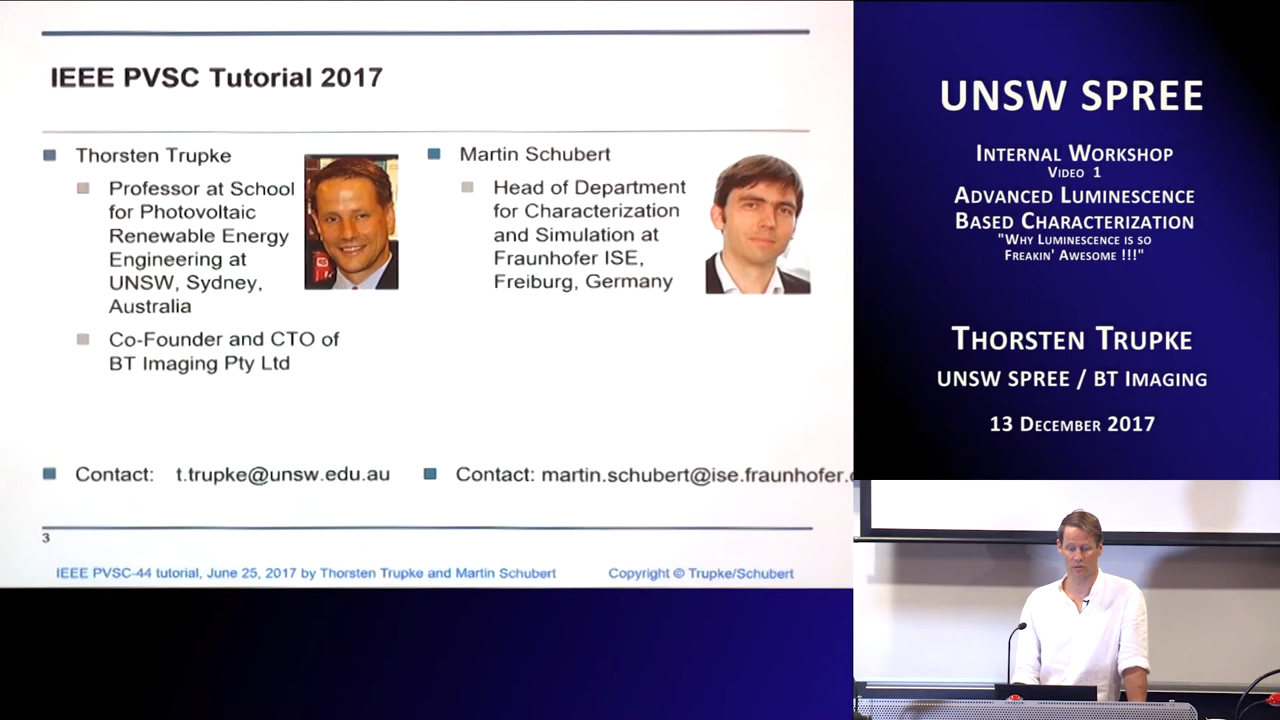 IEEE PVSC Tutorial 2017
Thorsten Trupke
Professor at School
for Photovoltaic
Renewable Energy
Engineering at
UNSW, Sydney,
Australia
Co-Founder and CTO of
BT Imaging Pty Ltd
Contact: t.trupke@unsw.edu.au
Martin Schubert
Head of Department
for Characterization
and Simulation at
Fraunhofer ISE,
Freiburg, Germany
Contact: martin.schubert@ise.fraunhofer.
3
IEEE PVSC-44 tutorial, June 25, 2017 by Thorsten Trupke and Martin Schubert
Copyright © Trupke/Schubert
UNSW SPREE
Internal Workshop
Video 1
Advanced Luminescence
Based Characterization
"Why Luminescence is so
Freakin' Awesome !!!"
Thorsten Trupke
UNSW SPREE / BT Imaging
13 December 2017